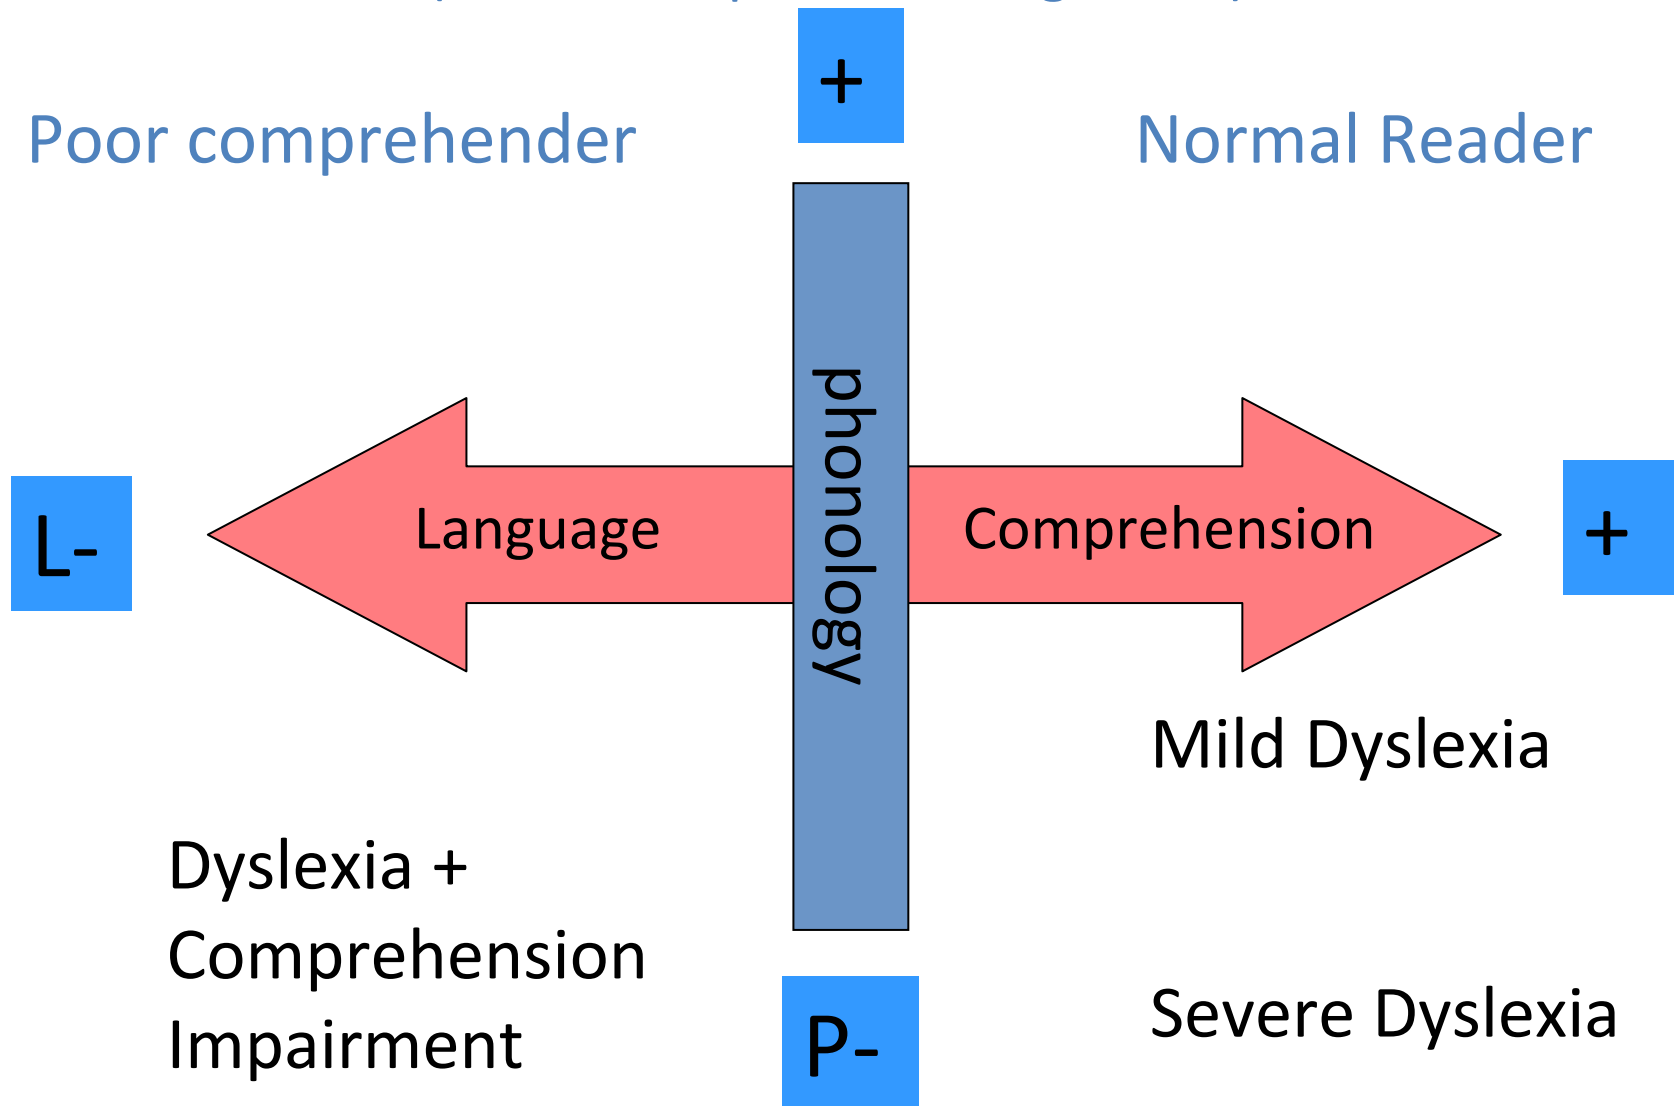 +
Poor comprehender
Normal Reader
phonology
L-
Language
Comprehension
+
Mild Dyslexia
Dyslexia +
Comprehension
Impairment
Severe Dyslexia
P-